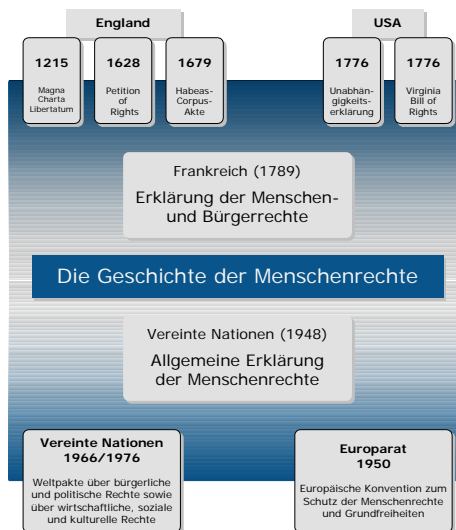 England
1215
Magna
Charta
Libertatum
1628
Petition
of
Rights
1679
Habeas-
Corpus-
Akte
USA
1776
Unabhän-
gigkeits-
erklärung
1776
Virginia
Bill of
Rights
Frankreich (1789)
Erklärung der Menschen-
und Bürgerrechte
Die Geschichte der Menschenrechte
Vereinte Nationen (1948)
Allgemeine Erklärung
der Menschenrechte
Vereinte Nationen
1966/1976
Weltpakte über bürgerliche
und politische Rechte sowie
über wirtschaftliche, soziale
und kulturelle Rechte
Europarat
1950
Europäische Konvention zum
Schutz der Menschenrechte
und Grundfreiheiten